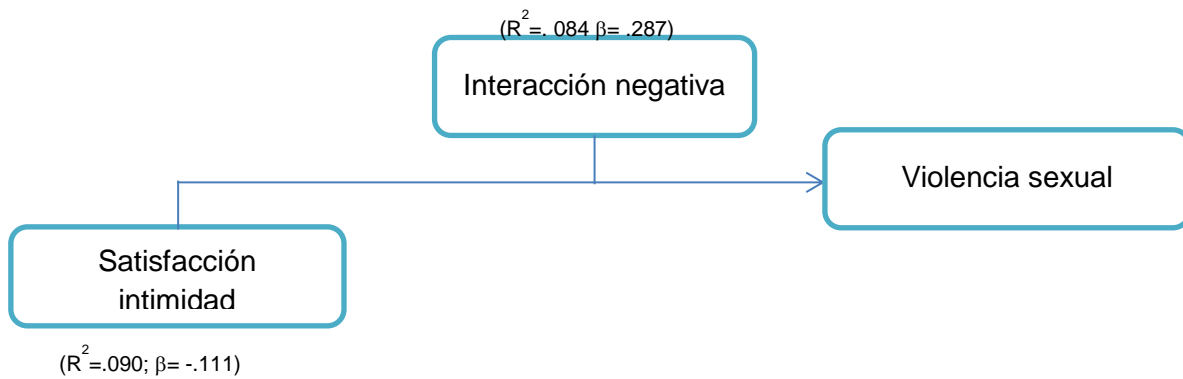 (R²=. 084 β= .287)
Interacción negativa
Violencia sexual
Satisfacción
intimidad
(R²=.090; β= -.111)